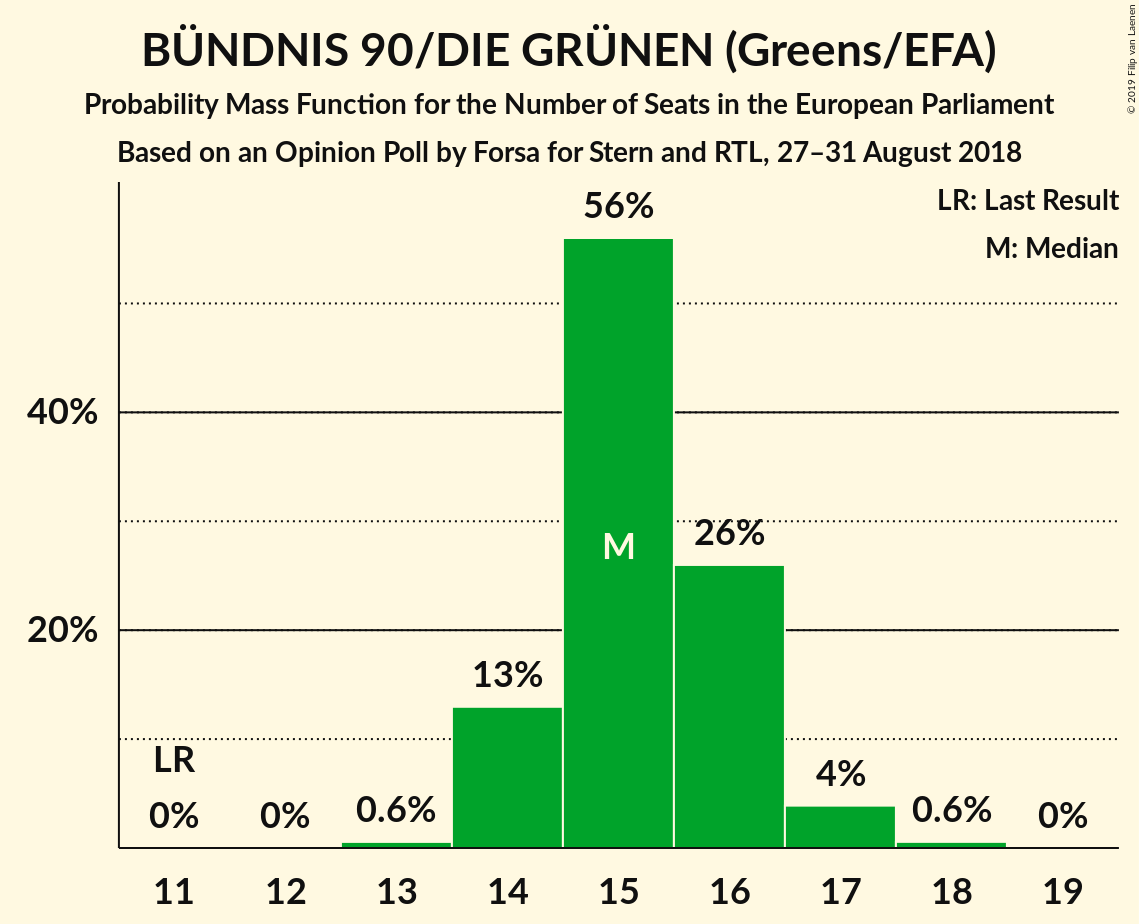 BÜNDNIS 90/DIE GRÜNEN (Greens/EFA)
Probability Mass Function for the Number of Seats in the European Parliament
Based on an Opinion Poll by Forsa for Stern and RTL, 27–31 August 2018
© 2019 Filip van Laenen
LR: Last Result
M: Median
56%
40%
M
26%
20%
13%
LR
4%
0%
0%
0.6%
0.6%
0%
11
12
13
14
15
16
17
18
19